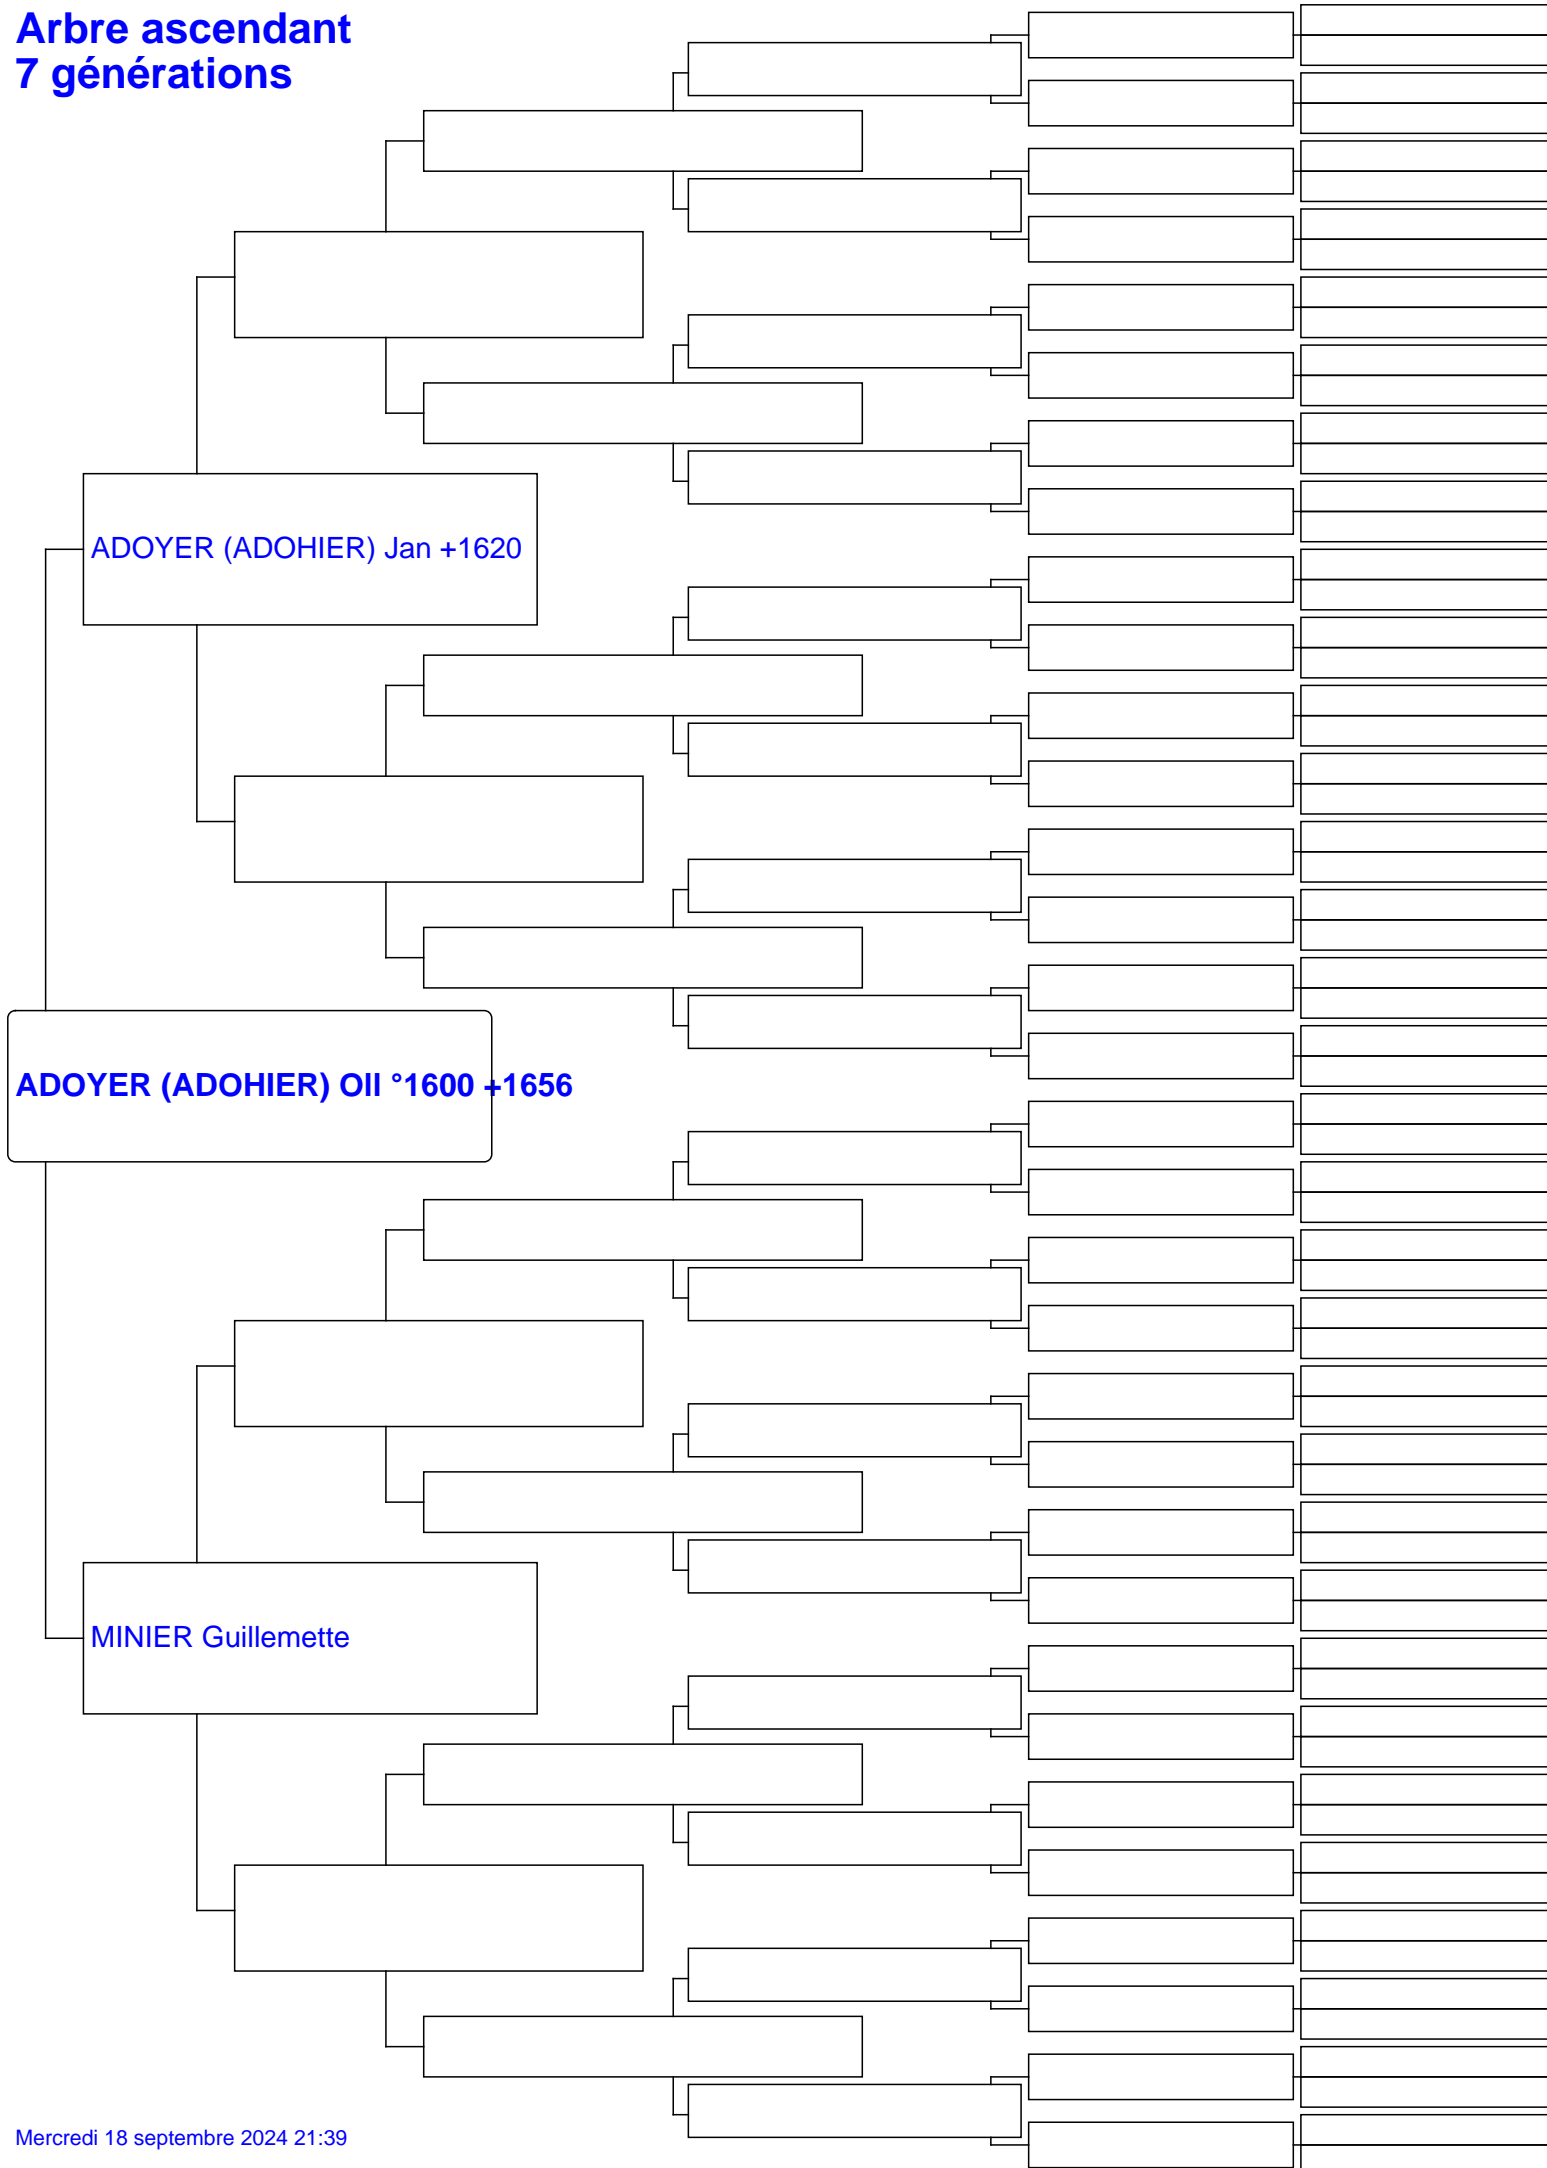 Arbre ascendant
7 générations
ADOYER (ADOHIER) Jan +1620
ADOYER (ADOHIER) Oll °1600 +1656
MINIER Guillemette
Mercredi 18 septembre 2024 21:39